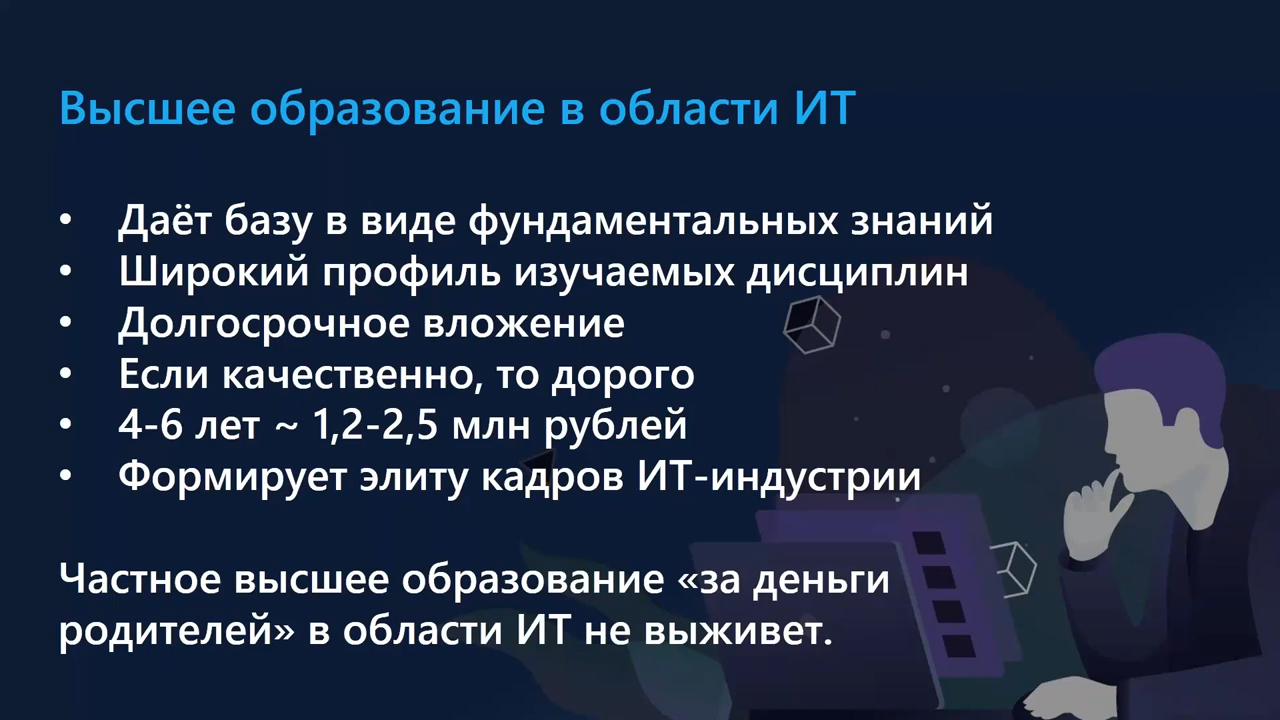 Высшее образование в области ИТ
• Даёт базу в виде фундаментальных знаний
• Широкий профиль изучаемых дисциплин
• Долгосрочное вложение
• Если качественно, то дорого
• 4-6 лет ~ 1,2-2,5 млн рублей
• Формирует элиту кадров ИТ-индустрии
Частное высшее образование «за деньги
родителей» в области ИТ не выживет.